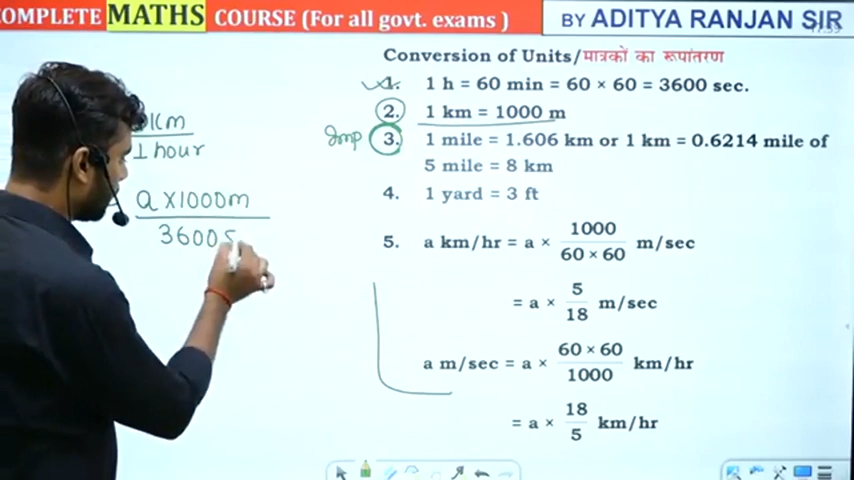 COMPLETE MATHS COURSE (For all govt. exams)
BY ADITYA RANJAN SIR
Conversion of Units/मात्रकों का रूपांतरण
1. 1 h = 60 min = 60 × 60 = 3600 sec.
2. 1 km = 1000 m
Imp 3. 1 mile = 1.606 km or 1 km = 0.6214 mile of
5 mile = 8 km
4. 1 yard = 3 ft
5. a km/hr = a × 1000 / 60 × 60 m/sec
= a × 5 / 18 m/sec
a m/sec = a × 60 × 60 / 1000 km/hr
= a × 18 / 5 km/hr
km
1 hour
a × 1000 m
3600 s